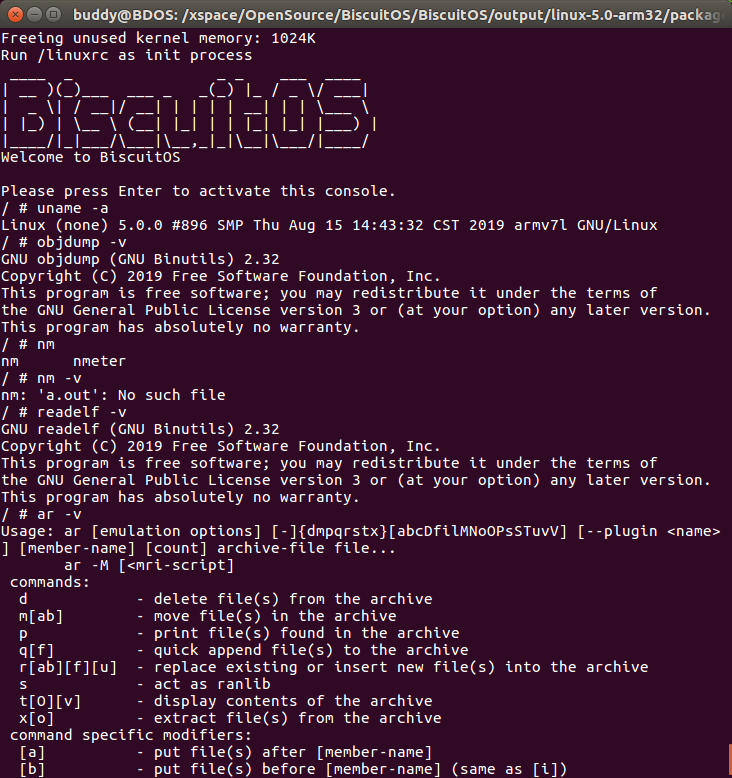 buddy@BDOS: /xspace/OpenSource/BiscuitOS/BiscuitOS/output/linux-5.0-arm32/packag
Freeing unused kernel memory: 1024K
Run /linuxrc as init process
 ____  _                _ _    ___  ____
| __ )(_)___  ___ _   _(_) |_ / _ \/ ___|
|  _ \| / __|/ __| | | | | __| | | \___ \
| |_) | \__ \ (__| |_| | | |_| |_| |___) |
|____/|_|___/\___|\__,_|_|\__|\___/|____/
Welcome to BiscuitOS
Please press Enter to activate this console.
/ # uname -a
Linux (none) 5.0.0 #896 SMP Thu Aug 15 14:43:32 CST 2019 armv7l GNU/Linux
/ # objdump -v
GNU objdump (GNU Binutils) 2.32
Copyright (C) 2019 Free Software Foundation, Inc.
This program is free software; you may redistribute it under the terms of
the GNU General Public License version 3 or (at your option) any later version.
This program has absolutely no warranty.
/ # nm
nm      nmeter
/ # nm -v
nm: 'a.out': No such file
/ # readelf -v
GNU readelf (GNU Binutils) 2.32
Copyright (C) 2019 Free Software Foundation, Inc.
This program is free software; you may redistribute it under the terms of
the GNU General Public License version 3 or (at your option) any later version.
This program has absolutely no warranty.
/ # ar -v
Usage: ar [emulation options] [-]{dmpqrstx}[abcDfilMNoOPsSTuvV] [--plugin <name>
] [member-name] [count] archive-file file...
       ar -M [<mri-script]
 commands:
  d            - delete file(s) from the archive
  m[ab]        - move file(s) in the archive
  p            - print file(s) found in the archive
  q[f]         - quick append file(s) to the archive
  r[ab][f][u]  - replace existing or insert new file(s) into the archive
  s            - act as ranlib
  t[O][v]      - display contents of the archive
  x[o]         - extract file(s) from the archive
 command specific modifiers:
  [a]          - put file(s) after [member-name]
  [b]          - put file(s) before [member-name] (same as [i])